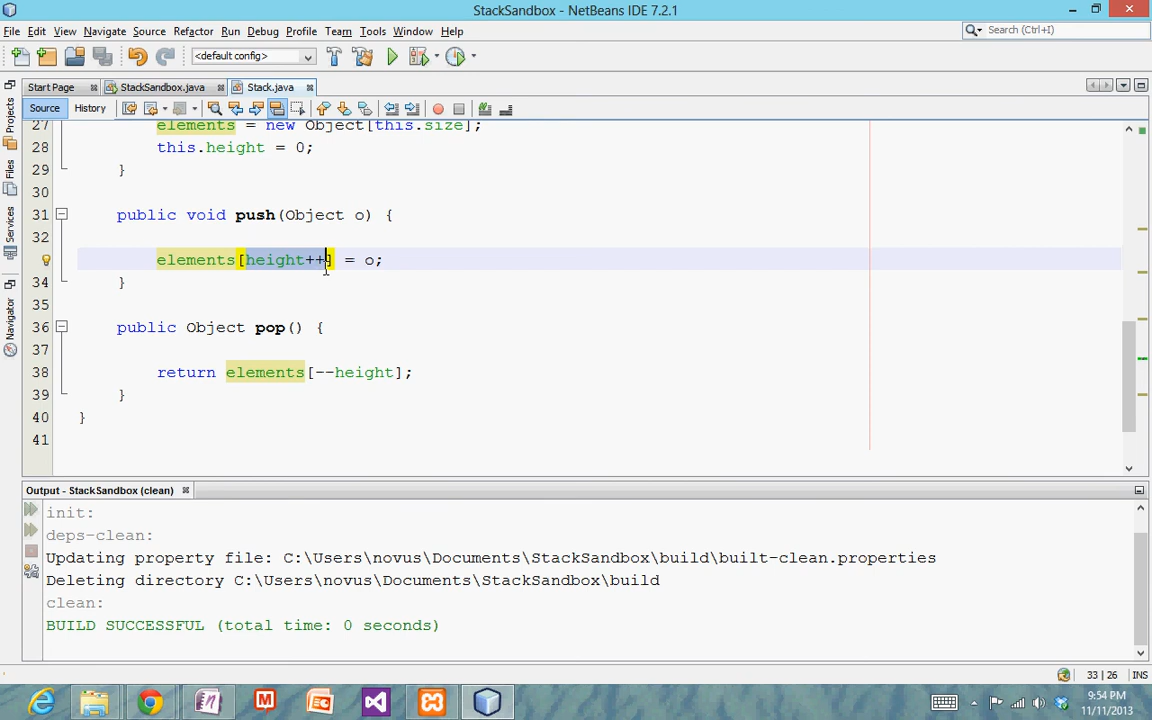 StackSandbox - NetBeans IDE 7.2.1
File Edit View Navigate Source Refactor Run Debug Profile Team Tools Window Help
Search (Ctrl+I)
<default config>
Start Page StackSandbox.java Stack.java
Source History
Projects
Files
Services
Navigator
27 elements = new Object[this.size];
28 this.height = 0;
29 }
30
31 public void push(Object o) {
32
elements[height++] = o;
34 }
35
36 public Object pop() {
37
38 return elements[--height];
39 }
40 }
41
Output - StackSandbox (clean)
init:
deps-clean:
Updating property file: C:\Users\novus\Documents\StackSandbox\build\built-clean.properties
Deleting directory C:\Users\novus\Documents\StackSandbox\build
clean:
BUILD SUCCESSFUL (total time: 0 seconds)
33 | 26 INS
9:54 PM
11/11/2013